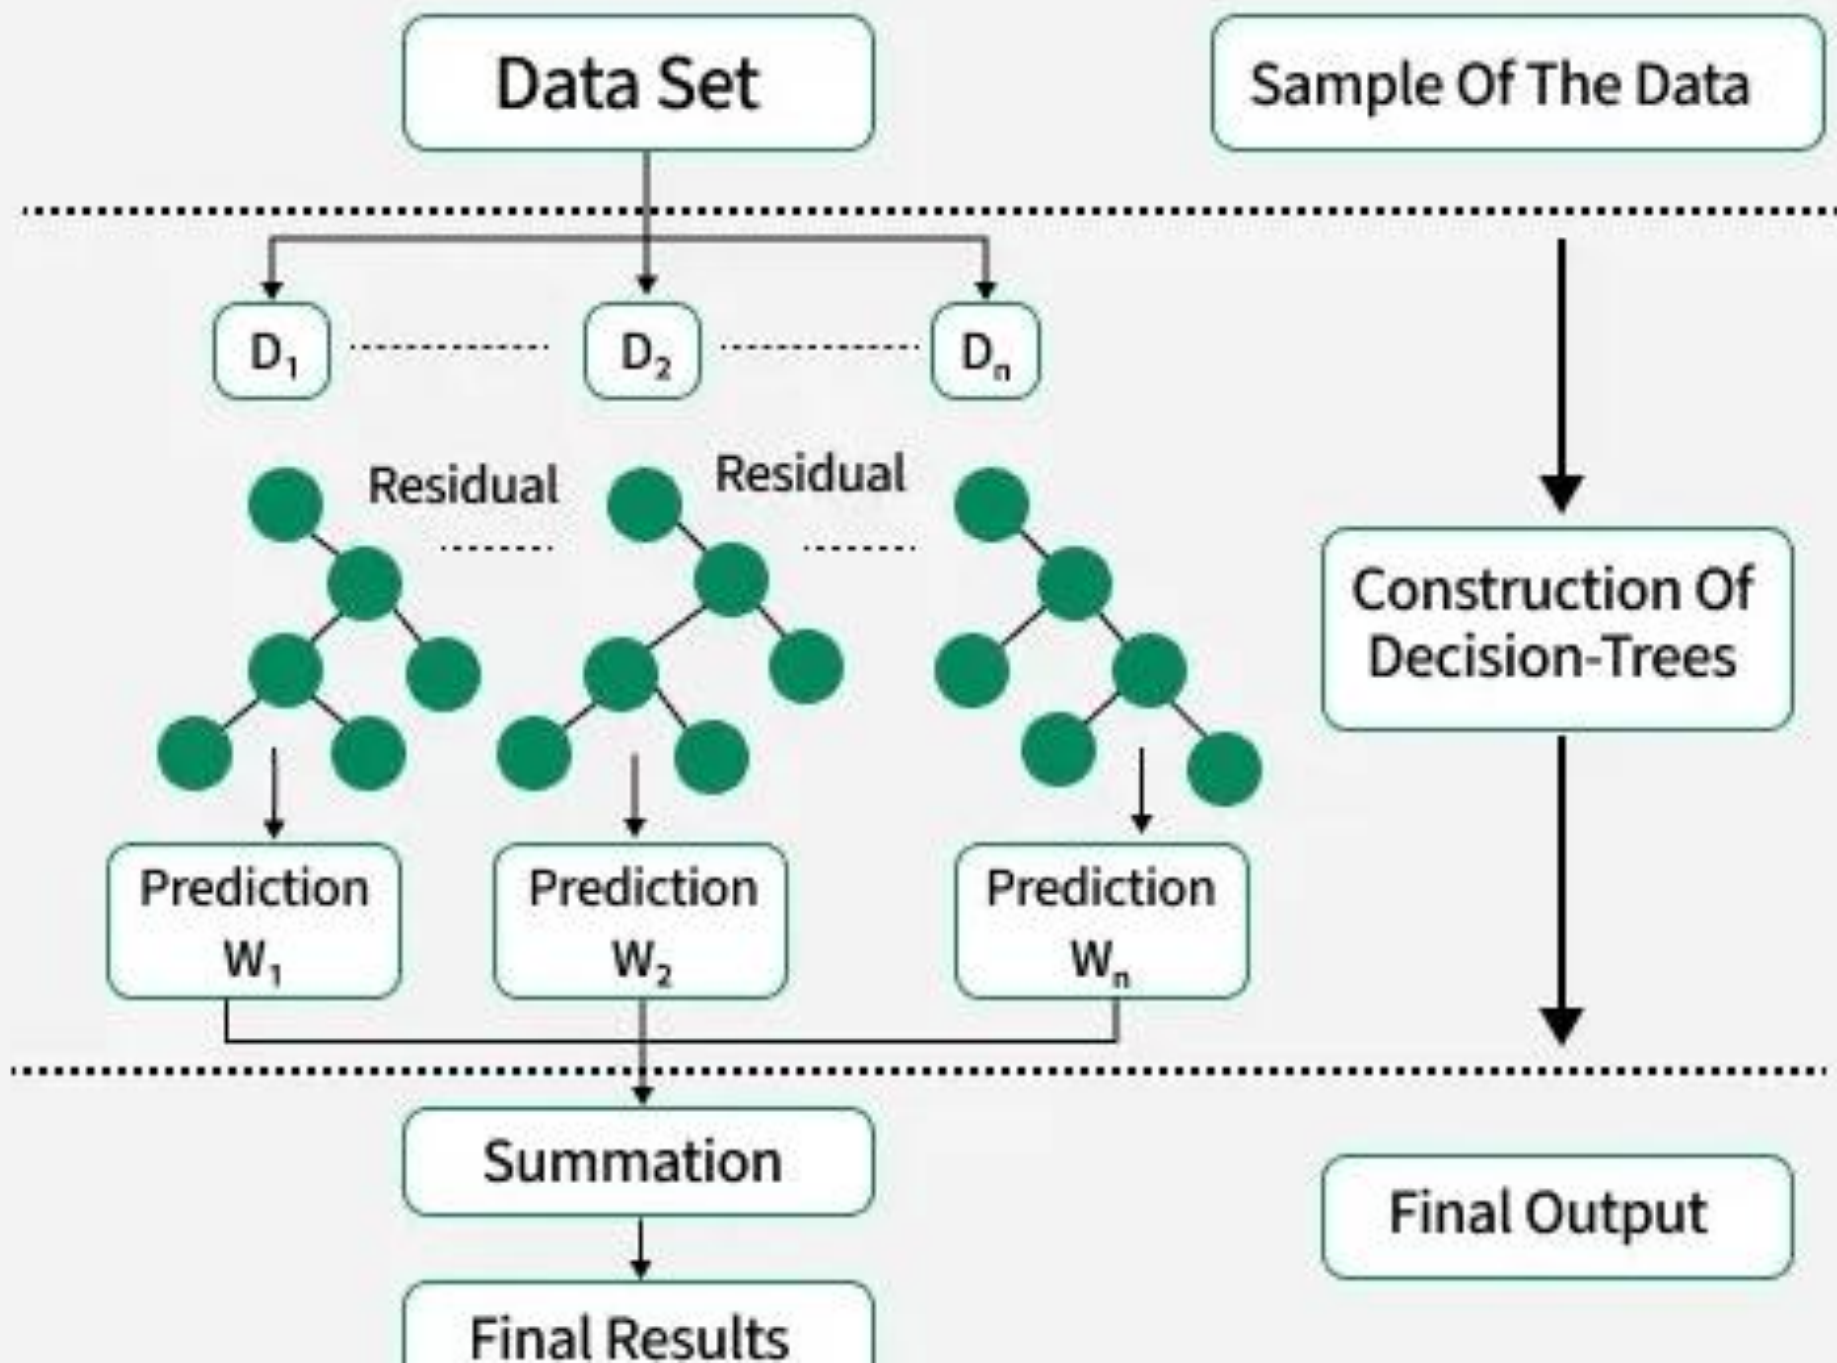 Data Set
Sample Of The Data
D₁
D₂
Dₙ
Residual
Residual
Construction Of
Decision-Trees
Prediction
W₁
Prediction
W₂
Prediction
Wₙ
Summation
Final Output
Final Results